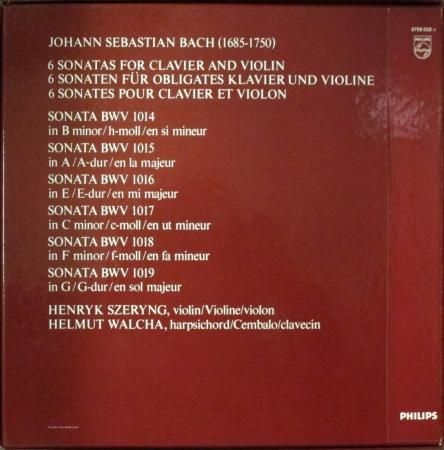 JOHANN SEBASTIAN BACH (1685-1750)
6768 028
PHILIPS
6 SONATAS FOR CLAVIER AND VIOLIN
6 SONATEN FÜR OBLIGATES KLAVIER UND VIOLINE
6 SONATES POUR CLAVIER ET VIOLON
SONATA BWV 1014
in B minor/h-moll/en si mineur
SONATA BWV 1015
in A/A-dur/en la majeur
SONATA BWV 1016
in E/E-dur/en mi majeur
SONATA BWV 1017
in C minor/c-moll/en ut mineur
SONATA BWV 1018
in F minor/f-moll/en fa mineur
SONATA BWV 1019
in G/G-dur/en sol majeur
HENRYK SZERYNG, violin/Violine/violon
HELMUT WALCHA, harpsichord/Cembalo/clavecin
PHILIPS